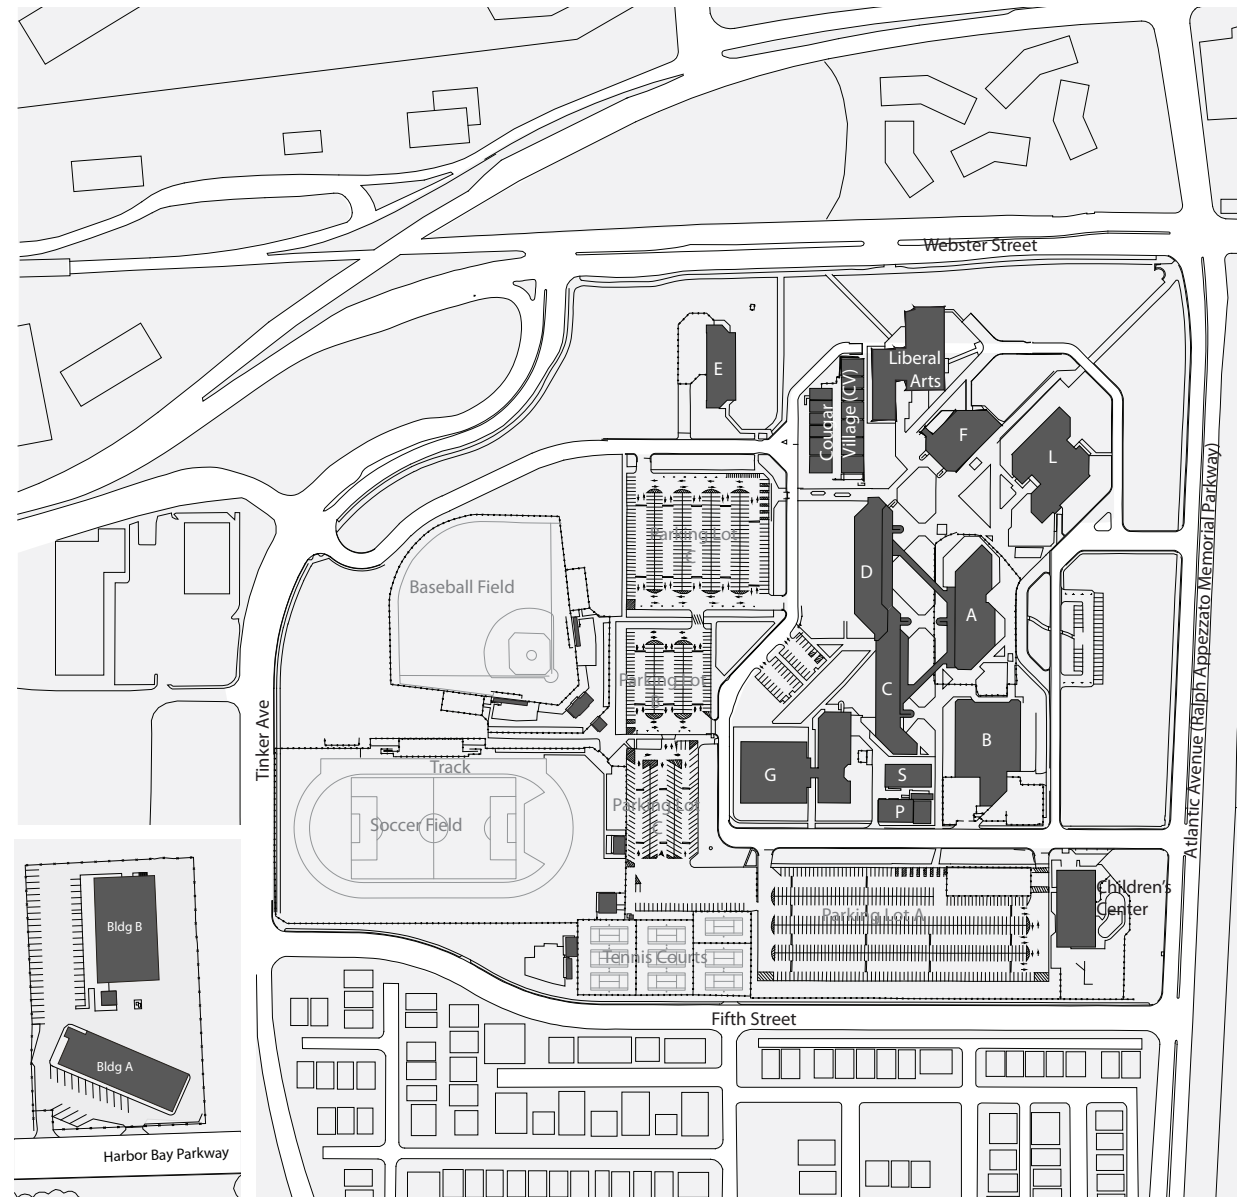 Webster Street
Liberal
Arts
E
Cougar
Village (CV)
F
L
Atlantic Avenue (Ralph Appezzato Memorial Parkway)
Parking Lot
C
Baseball Field
D
A
Parking Lot
C
B
Tinker Ave
Track
G
S
P
Parking Lot
C
Soccer Field
Children's
Center
Parking Lot A
Tennis Courts
Fifth Street
Bldg B
Bldg A
Harbor Bay Parkway